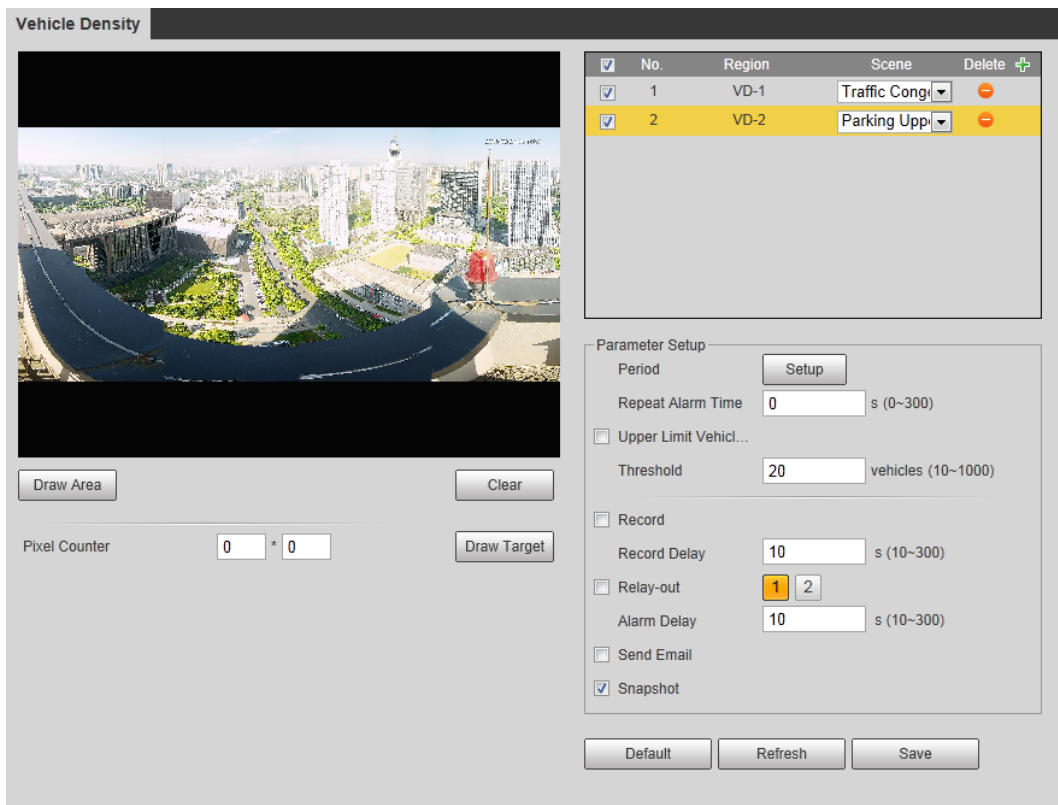 Vehicle Density
No. Region Scene Delete
1 VD-1 Traffic Cong
2 VD-2 Parking Upp
Parameter Setup
Period Setup
Repeat Alarm Time 0 s (0~300)
Upper Limit Vehicl...
Threshold 20 vehicles (10~1000)
Draw Area Clear
Pixel Counter 0 * 0 Draw Target
Record
Record Delay 10 s (10~300)
Relay-out 1 2
Alarm Delay 10 s (10~300)
Send Email
Snapshot
Default Refresh Save